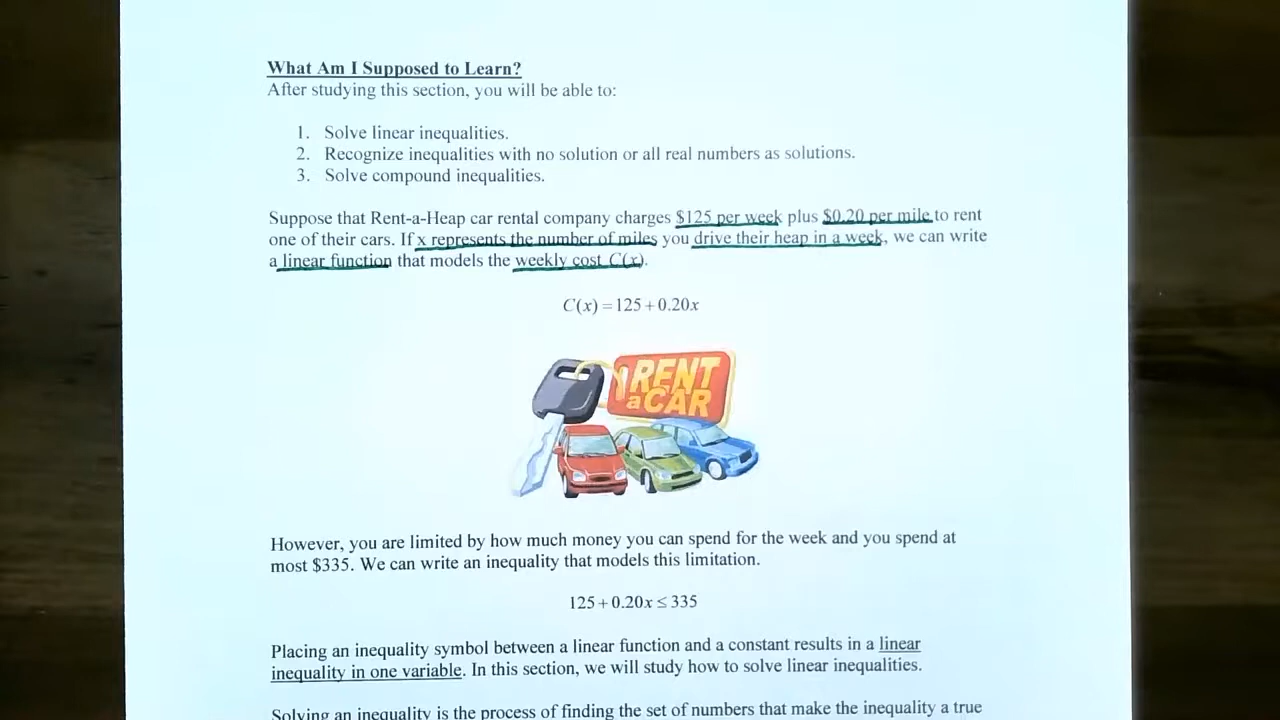 What Am I Supposed to Learn?
After studying this section, you will be able to:
1. Solve linear inequalities.
2. Recognize inequalities with no solution or all real numbers as solutions.
3. Solve compound inequalities.
Suppose that Rent-a-Heap car rental company charges $125 per week plus $0.20 per mile to rent
one of their cars. If x represents the number of miles you drive their heap in a week, we can write
a linear function that models the weekly cost C(x).
C(x) = 125 + 0.20x
RENT
a CAR
However, you are limited by how much money you can spend for the week and you spend at
most $335. We can write an inequality that models this limitation.
125 + 0.20x ≤ 335
Placing an inequality symbol between a linear function and a constant results in a linear
inequality in one variable. In this section, we will study how to solve linear inequalities.
Solving an inequality is the process of finding the set of numbers that make the inequality a true